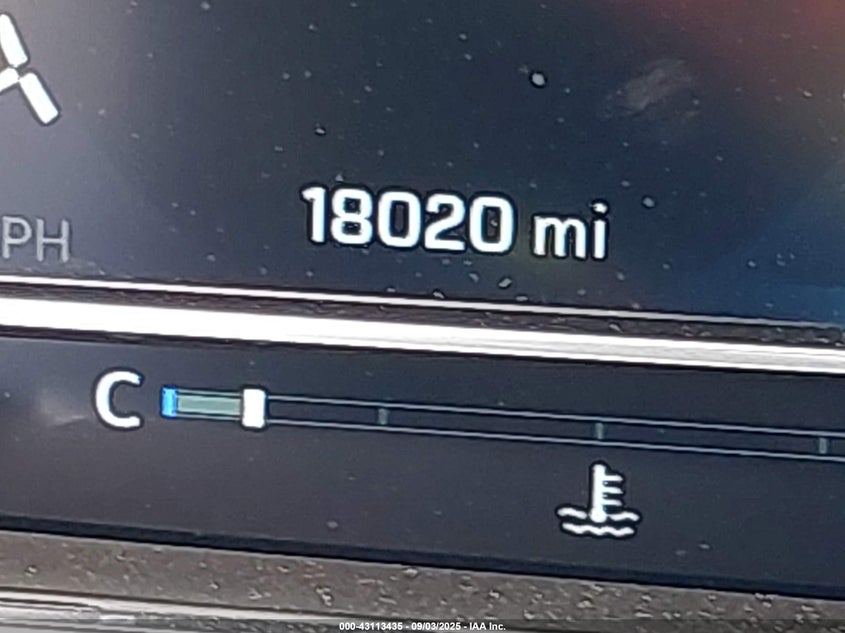 18020 mi
PH
C
000-43113435 - 09/03/2025 - IAA Inc.